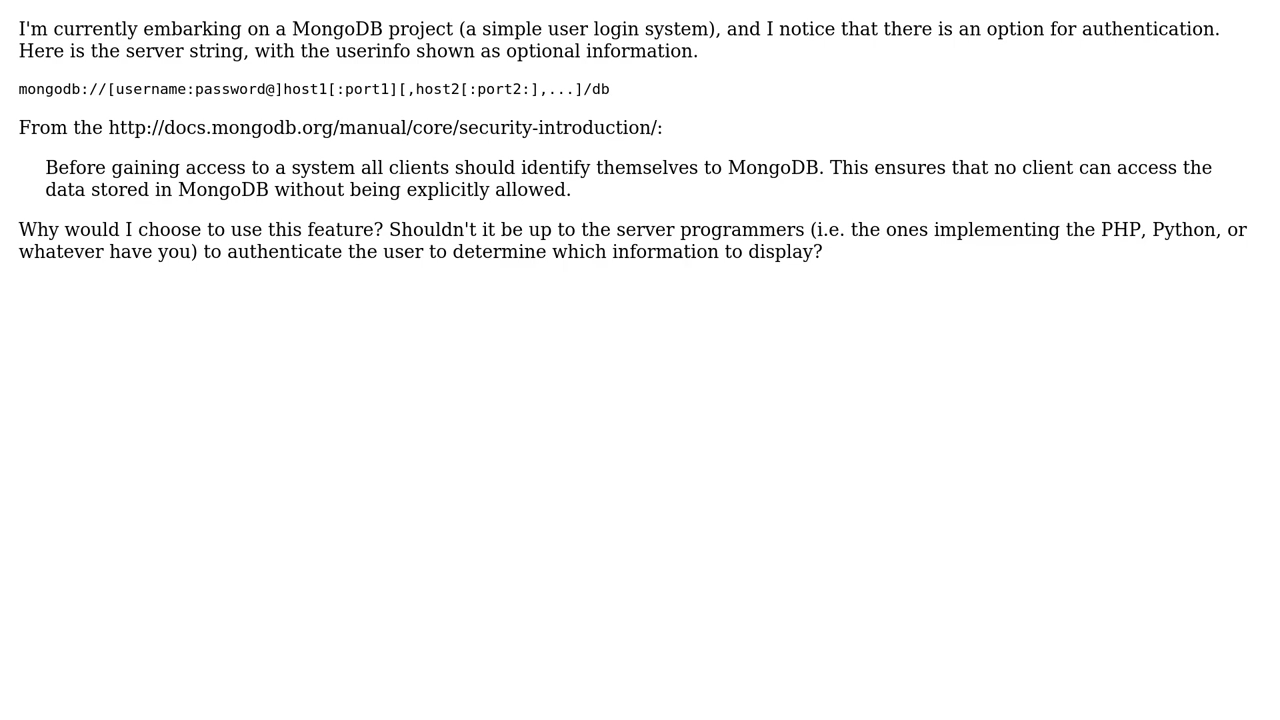 I'm currently embarking on a MongoDB project (a simple user login system), and I notice that there is an option for authentication.
Here is the server string, with the userinfo shown as optional information.
mongodb://[username:password@]host1[:port1][,host2[:port2:],...]/db
From the http://docs.mongodb.org/manual/core/security-introduction/:
Before gaining access to a system all clients should identify themselves to MongoDB. This ensures that no client can access the
data stored in MongoDB without being explicitly allowed.
Why would I choose to use this feature? Shouldn't it be up to the server programmers (i.e. the ones implementing the PHP, Python, or
whatever have you) to authenticate the user to determine which information to display?